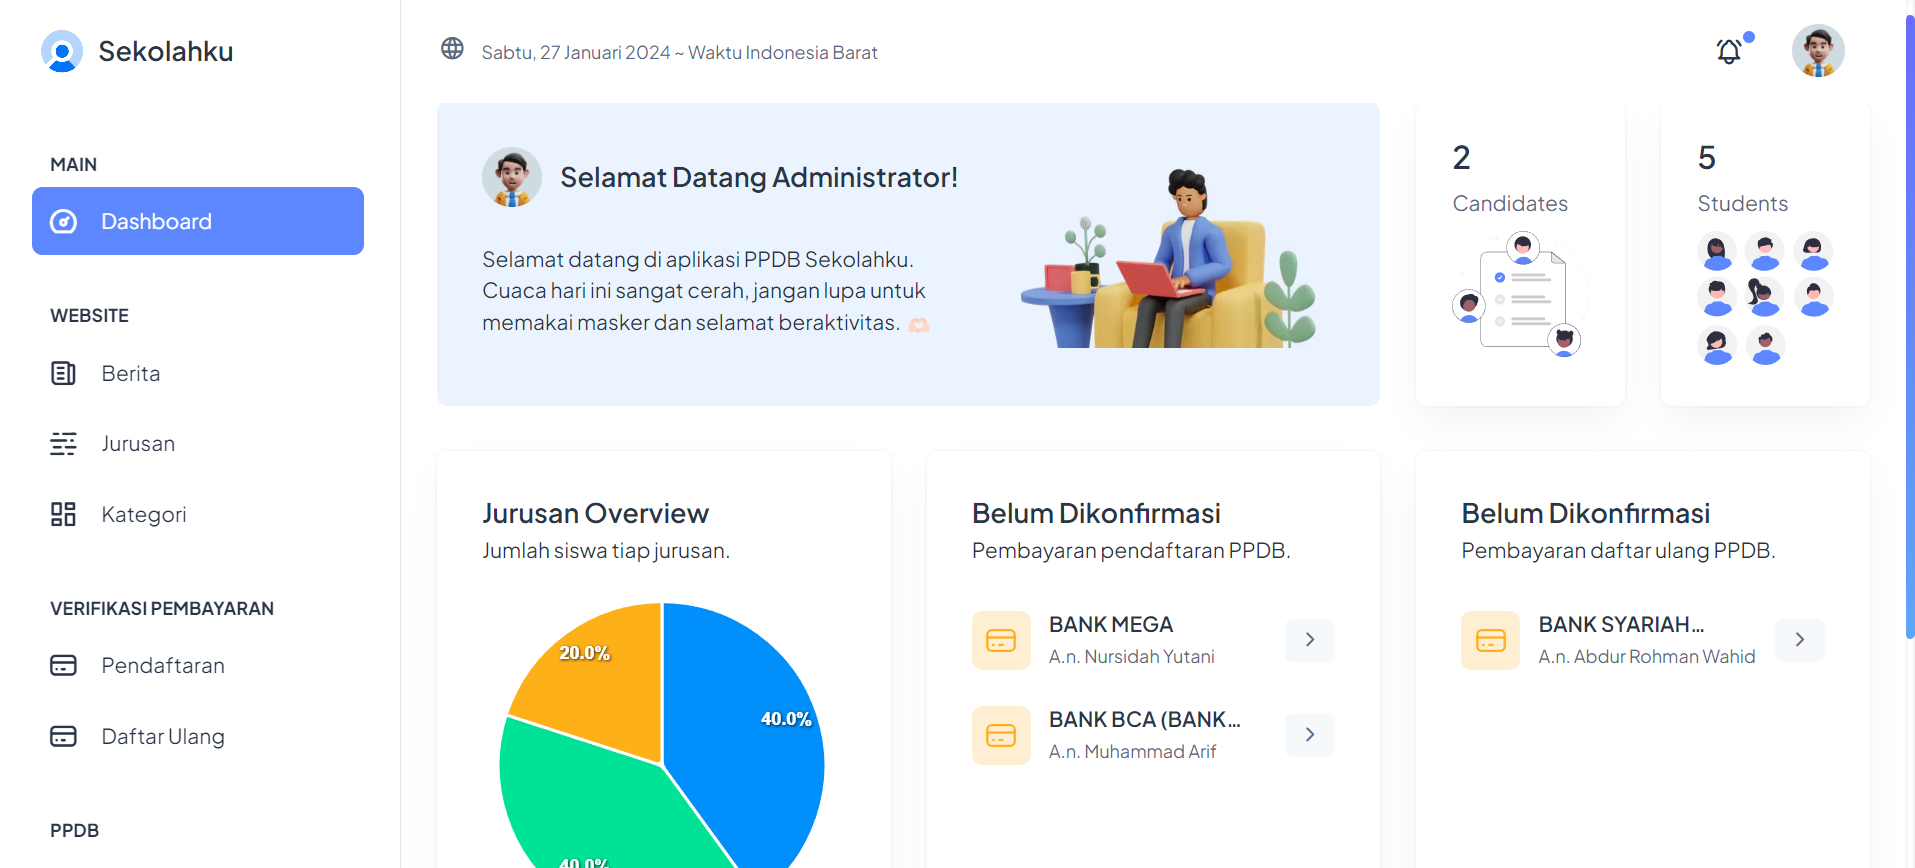 Sekolahku
MAIN
Dashboard
WEBSITE
Berita
Jurusan
Kategori
VERIFIKASI PEMBAYARAN
Pendaftaran
Daftar Ulang
PPDB
Sabtu, 27 Januari 2024 ~ Waktu Indonesia Barat
Selamat Datang Administrator!
Selamat datang di aplikasi PPDB Sekolahku.
Cuaca hari ini sangat cerah, jangan lupa untuk
memakai masker dan selamat beraktivitas. 🫶🏻
2
Candidates
5
Students
Jurusan Overview
Jumlah siswa tiap jurusan.
20.0%
40.0%
40.0%
Belum Dikonfirmasi
Pembayaran pendaftaran PPDB.
BANK MEGA
A.n. Nursidah Yutani
BANK BCA (BANK...
A.n. Muhammad Arif
Belum Dikonfirmasi
Pembayaran daftar ulang PPDB.
BANK SYARIAH...
A.n. Abdur Rohman Wahid